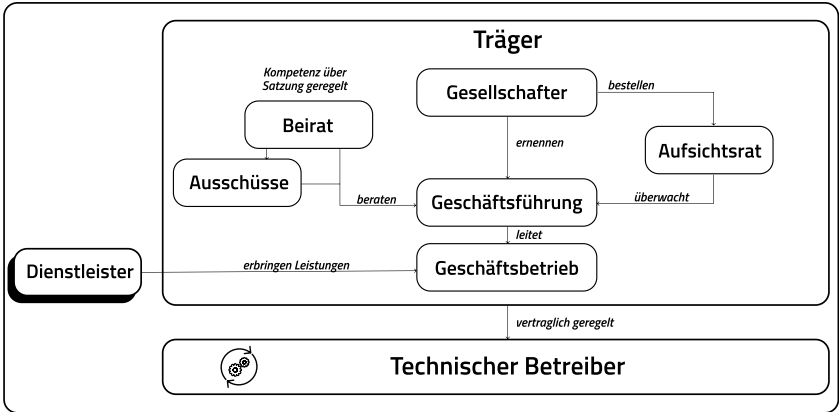 Träger
Kompetenz über
Satzung geregelt
Gesellschafter
bestellen
Beirat
ernennen
Aufsichtsrat
Ausschüsse
beraten
Geschäftsführung
überwacht
leitet
Dienstleister
erbringen Leistungen
Geschäftsbetrieb
vertraglich geregelt
Technischer Betreiber